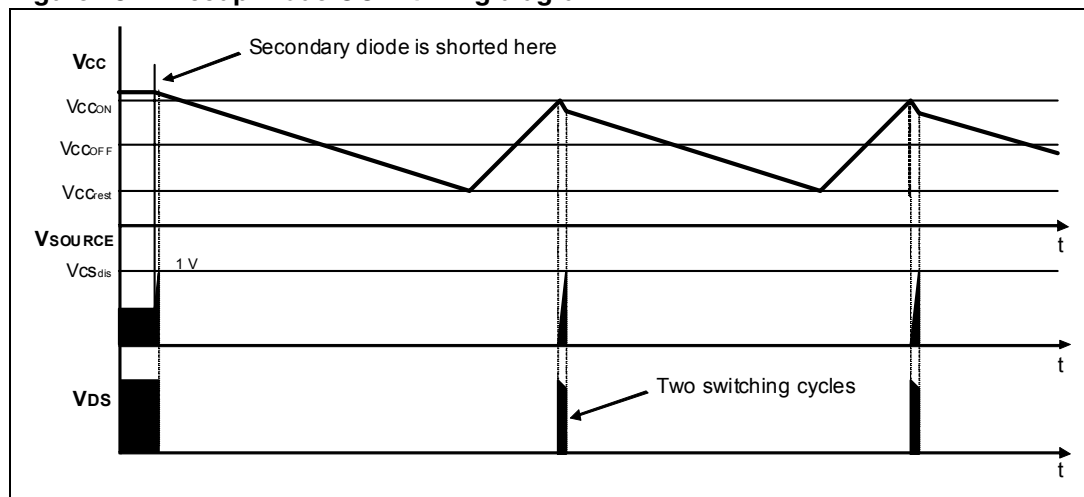 Secondary diode is shorted here
VCC
VCCON
VCCOFF
VCCrest
t
VSOURCE
VCSdis
1 V
t
VDS
Two switching cycles
t